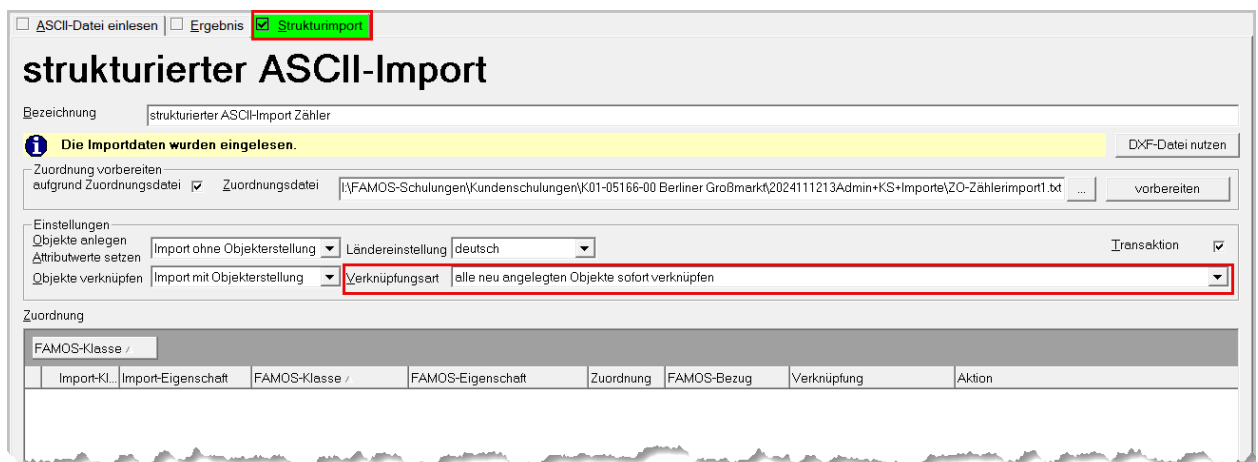 ASCII-Datei einlesen Ergebnis Strukturimport
strukturierter ASCII-Import
Bezeichnung strukturierter ASCII-Import Zähler
Die Importdaten wurden eingelesen. DXF-Datei nutzen
Zuordnung vorbereiten
aufgrund Zuordnungsdatei Zuordnungsdatei I:\FAMOS-Schulungen\Kundenschulungen\K01-05166-00 Berliner Großmarkt\2024111213Admin+KS+Importe\ZO-Zählerimport1.txt ... vorbereiten
Einstellungen
Objekte anlegen
Attributwerte setzen Import ohne Objekterstellung Ländereinstellung deutsch Transaktion
Objekte verknüpfen Import mit Objekterstellung Verknüpfungsart alle neu angelegten Objekte sofort verknüpfen
Zuordnung
FAMOS-Klasse
Import-Kl... Import-Eigenschaft FAMOS-Klasse FAMOS-Eigenschaft Zuordnung FAMOS-Bezug Verknüpfung Aktion